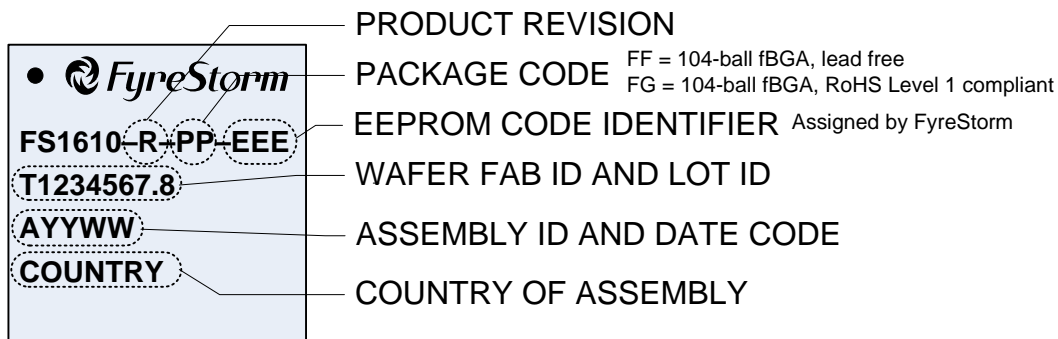 PRODUCT REVISION
FyreStorm
PACKAGE CODE FF = 104-ball fBGA, lead free
FG = 104-ball fBGA, RoHS Level 1 compliant
FS1610–R–PP–EEE
EEPROM CODE IDENTIFIER Assigned by FyreStorm
T1234567.8
WAFER FAB ID AND LOT ID
AYYWW
ASSEMBLY ID AND DATE CODE
COUNTRY
COUNTRY OF ASSEMBLY